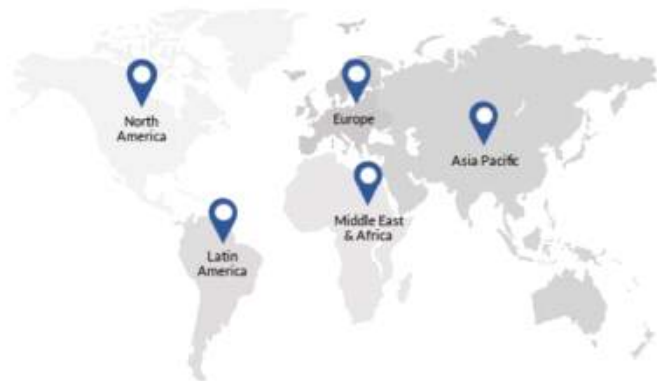 North
America
Europe
Asia Pacific
Middle East
& Africa
Latin
America